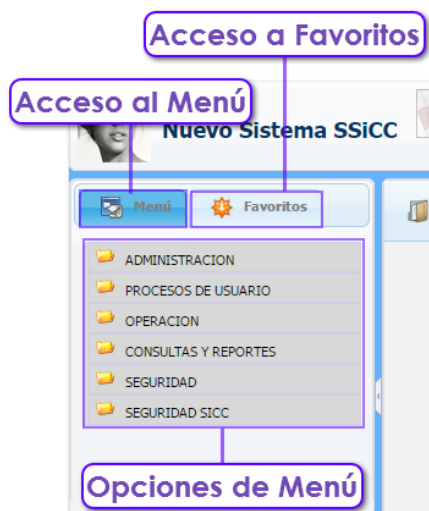 Acceso a Favoritos
Acceso al Menú
Nuevo Sistema SSiCC
Menú
Favoritos
ADMINISTRACION
PROCESOS DE USUARIO
OPERACION
CONSULTAS Y REPORTES
SEGURIDAD
SEGURIDAD SICC
Opciones de Menú